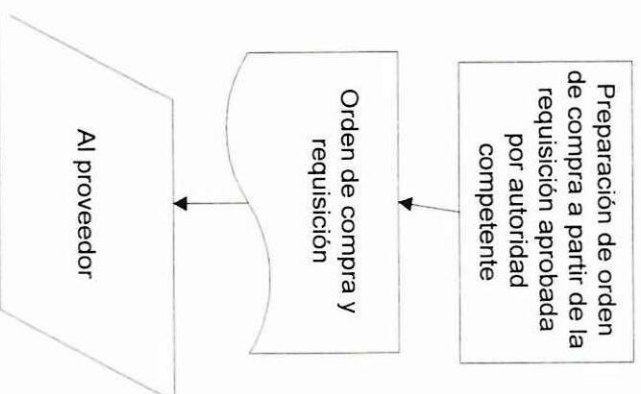 Preparación de orden
de compra a partir de la
requisición aprobada
por autoridad
competente
Orden de compra y
requisición
Al proveedor